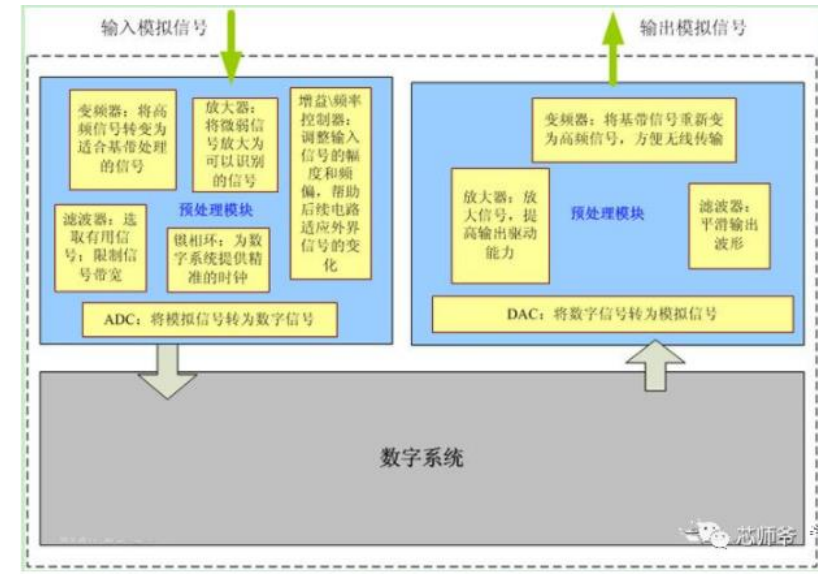 输入模拟信号
输出模拟信号
变频器：将高
频信号转变为
适合基带处理
的信号
放大器：
将微弱信
号放大为
可以识别
的信号
增益\频率
控制器：
调整输入
信号的幅
度和频
偏，帮助
后续电路
适应外界
信号的变
化
滤波器：选
取有用信
号；限制信
号带宽
预处理模块
锁相环：为数
字系统提供精
准的时钟
ADC：将模拟信号转为数字信号
变频器：将基带信号重新变
为高频信号，方便无线传输
放大器：放
大信号，提
高输出驱动
能力
预处理模块
滤波器：
平滑输出
波形
DAC：将数字信号转为模拟信号
数字系统
芯师爷